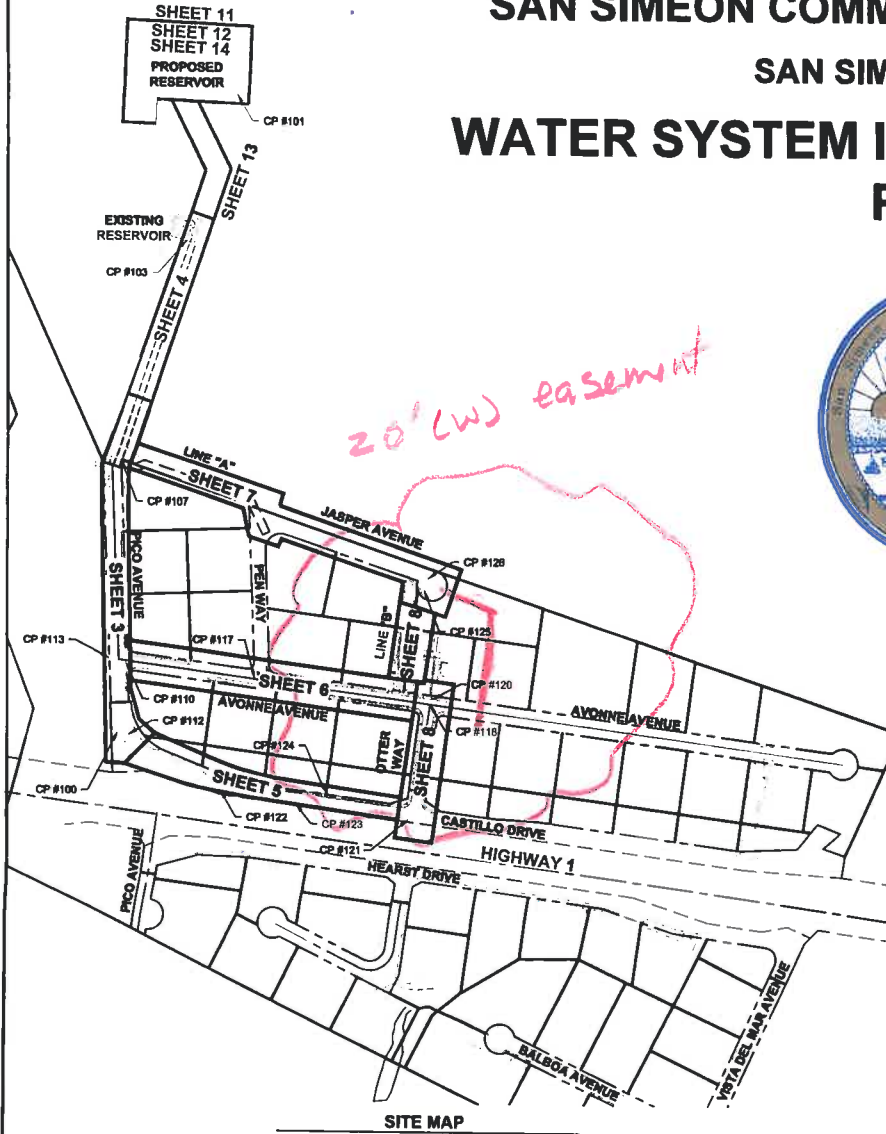 SAN SIMEON COMM
SAN SIM
WATER SYSTEM I
SHEET 11
SHEET 12
SHEET 14
PROPOSED
RESERVOIR
CP #101
SHEET 13
EXISTING
RESERVOIR
CP #103
SHEET 4
San Simeon
20' (W) easement
LINE "A"
SHEET 7
CP #107
JASPER AVENUE
CP #126
PICO AVENUE
SHEET 3
PEN WAY
LINE "B"
SHEET 8
CP #125
CP #113
CP #117
SHEET 6
CP #120
CP #110
AVONNE AVENUE
AVONNE AVENUE
CP #112
CP #118
CP #124
OTTER
WAY
SHEET 8
SHEET 5
CP #100
CP #122
CP #123
CASTILLO DRIVE
CP #121
HIGHWAY 1
HEARST DRIVE
PICO AVENUE
BALBOA AVENUE
VISTA DEL MAR AVENUE
SITE MAP